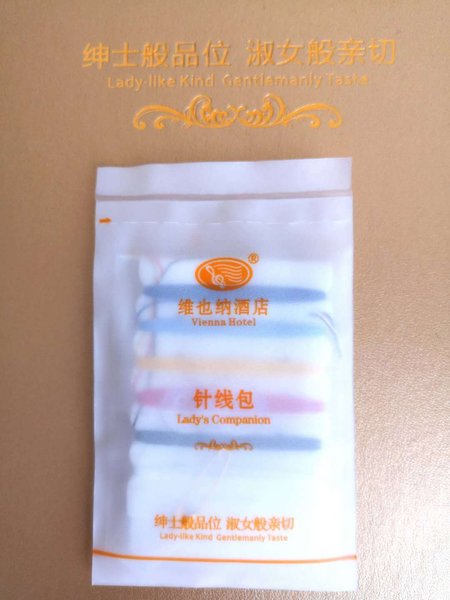 绅士般品位 淑女般亲切
Lady-like Kind Gentlemanly Taste
®
维也纳酒店
Vienna Hotel
针线包
Lady's Companion
绅士般品位 淑女般亲切
Lady-like Kind Gentlemanly Taste